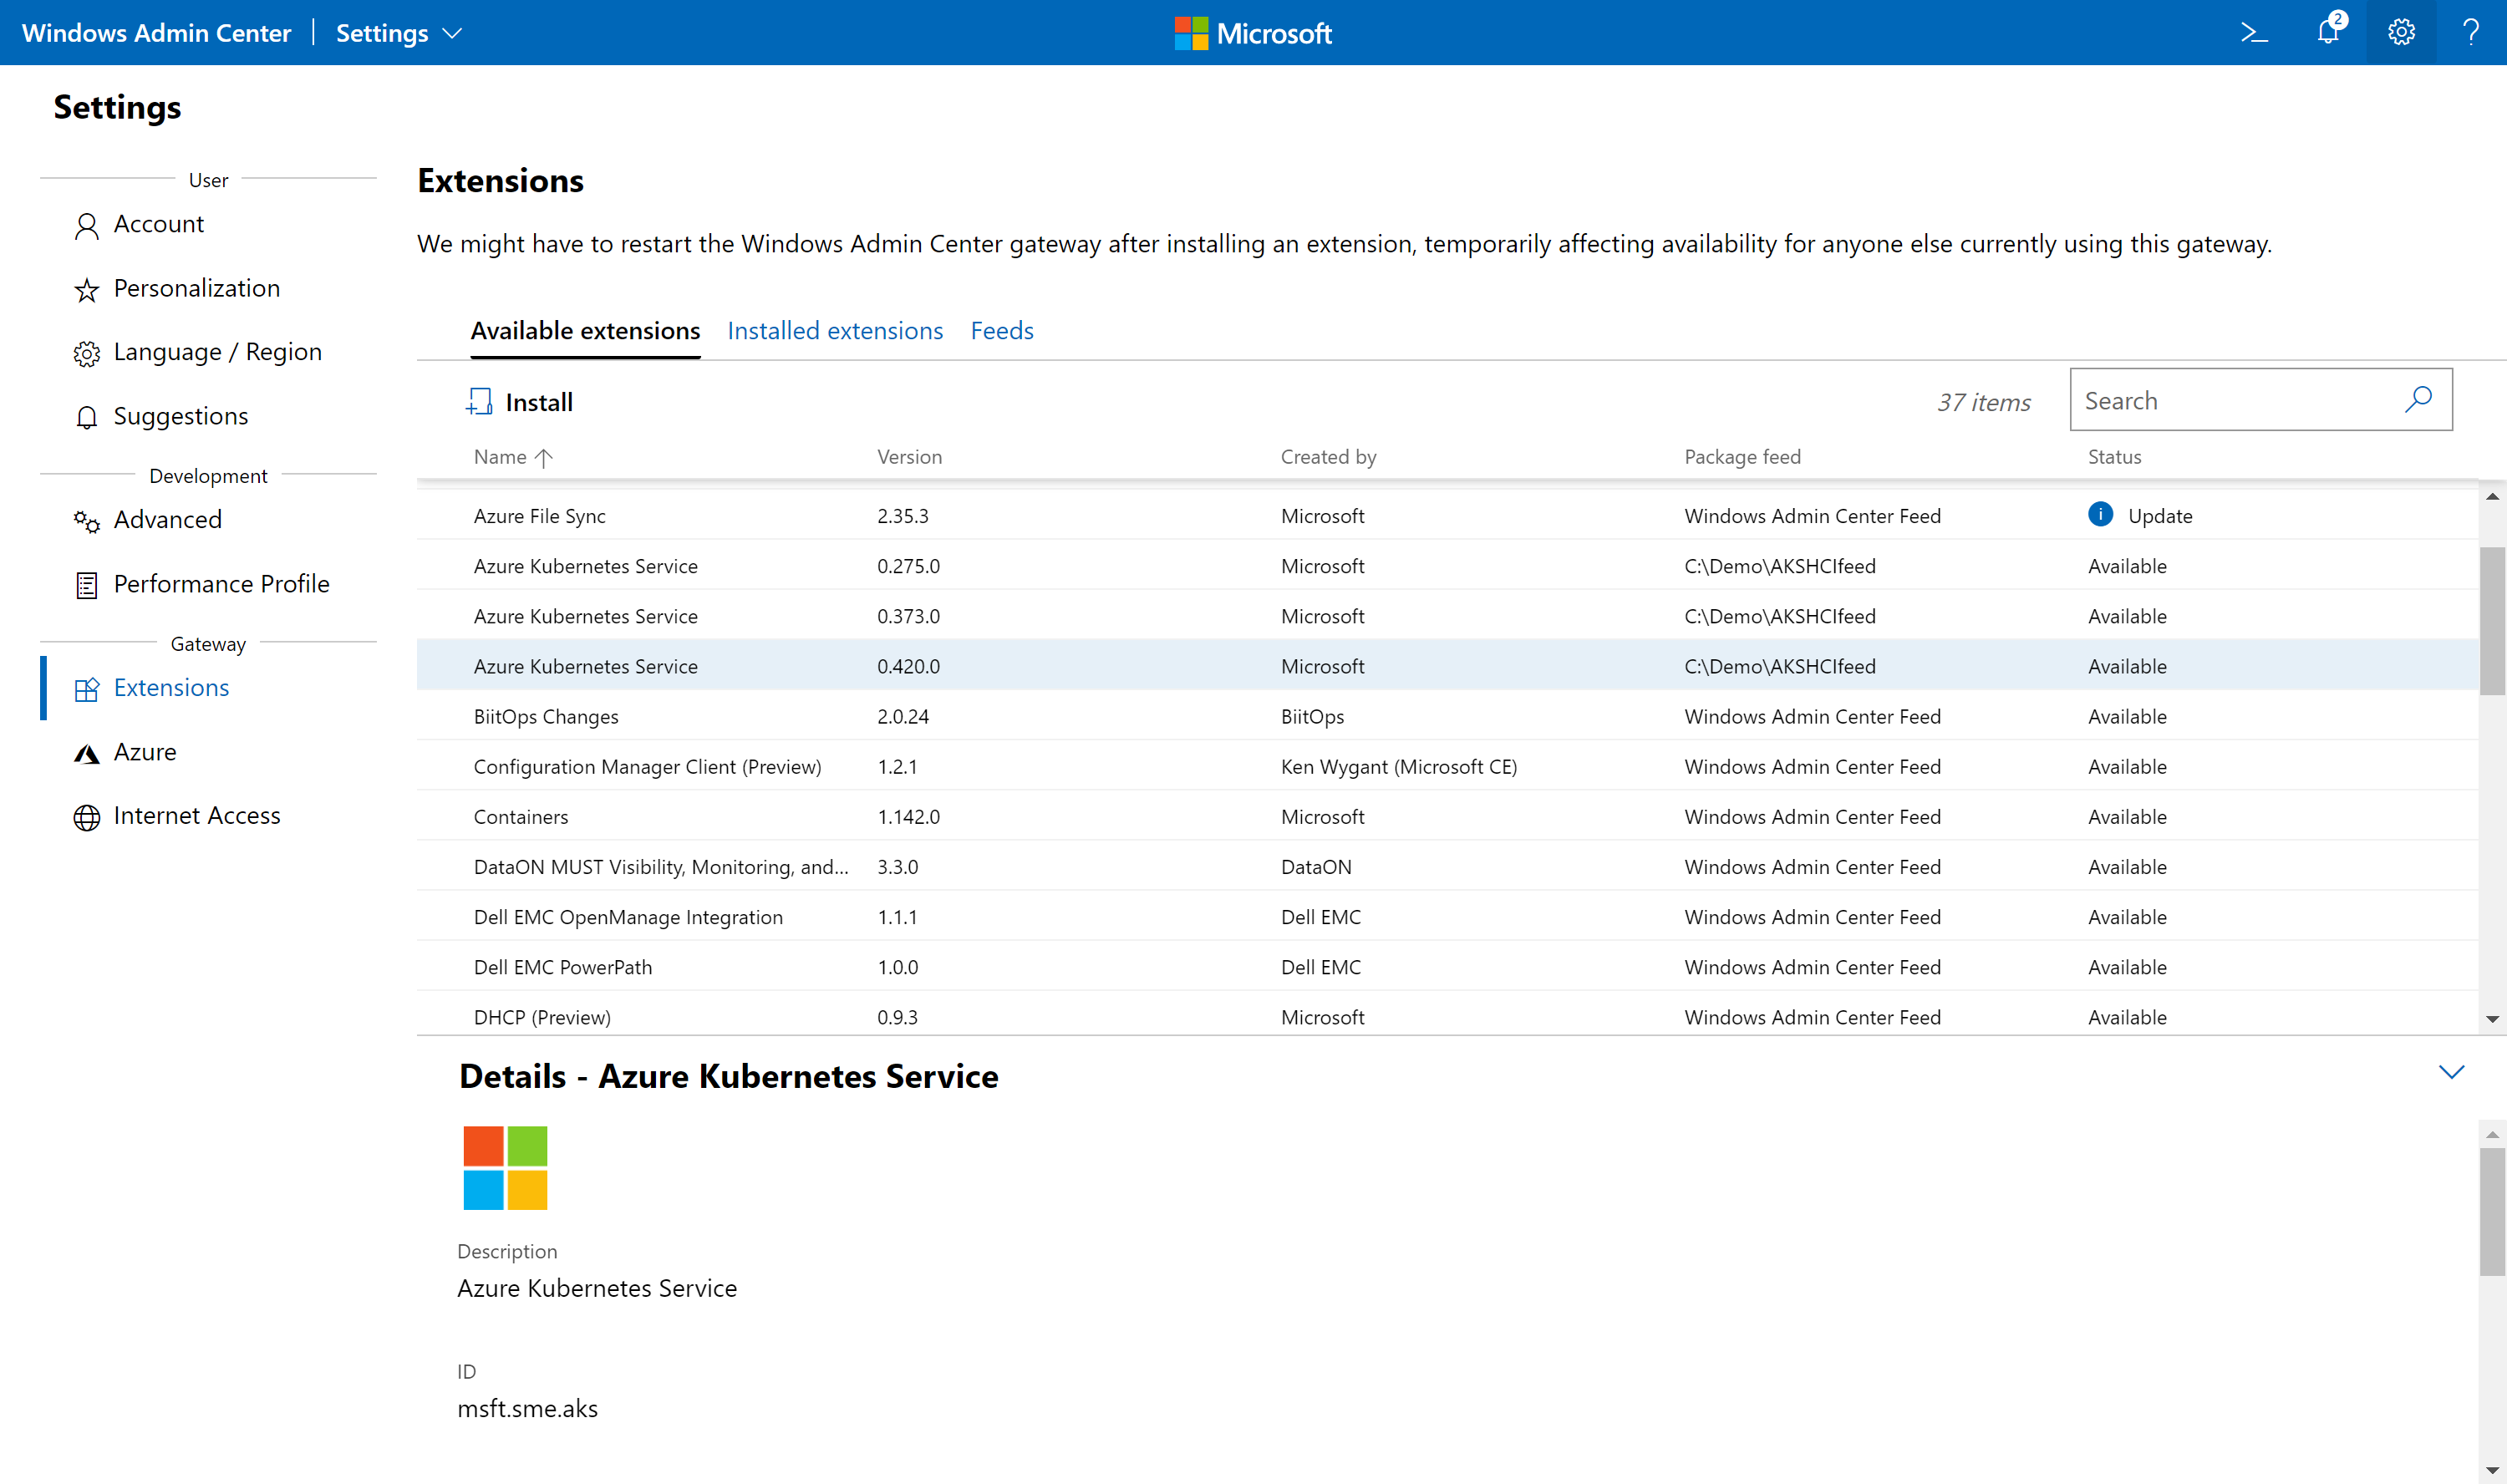 Windows Admin Center | Settings
Microsoft
2
Settings
User
Account
Personalization
Language / Region
Suggestions
Development
Advanced
Performance Profile
Gateway
Extensions
Azure
Internet Access
Extensions
We might have to restart the Windows Admin Center gateway after installing an extension, temporarily affecting availability for anyone else currently using this gateway.
Available extensions Installed extensions Feeds
Install 37 items Search
Name Version Created by Package feed Status
Azure File Sync 2.35.3 Microsoft Windows Admin Center Feed Update
Azure Kubernetes Service 0.275.0 Microsoft C:\Demo\AKSHCIfeed Available
Azure Kubernetes Service 0.373.0 Microsoft C:\Demo\AKSHCIfeed Available
Azure Kubernetes Service 0.420.0 Microsoft C:\Demo\AKSHCIfeed Available
BiitOps Changes 2.0.24 BiitOps Windows Admin Center Feed Available
Configuration Manager Client (Preview) 1.2.1 Ken Wygant (Microsoft CE) Windows Admin Center Feed Available
Containers 1.142.0 Microsoft Windows Admin Center Feed Available
DataON MUST Visibility, Monitoring, and... 3.3.0 DataON Windows Admin Center Feed Available
Dell EMC OpenManage Integration 1.1.1 Dell EMC Windows Admin Center Feed Available
Dell EMC PowerPath 1.0.0 Dell EMC Windows Admin Center Feed Available
DHCP (Preview) 0.9.3 Microsoft Windows Admin Center Feed Available
Details - Azure Kubernetes Service
Description
Azure Kubernetes Service
ID
msft.sme.aks